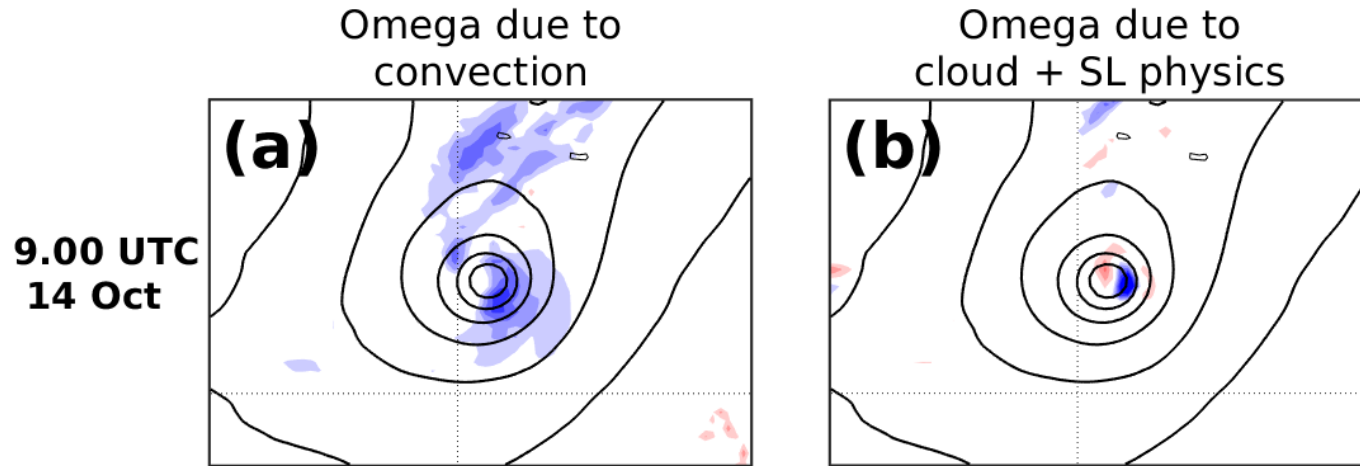 Omega due to
convection
Omega due to
cloud + SL physics
(a)
(b)
9.00 UTC
14 Oct